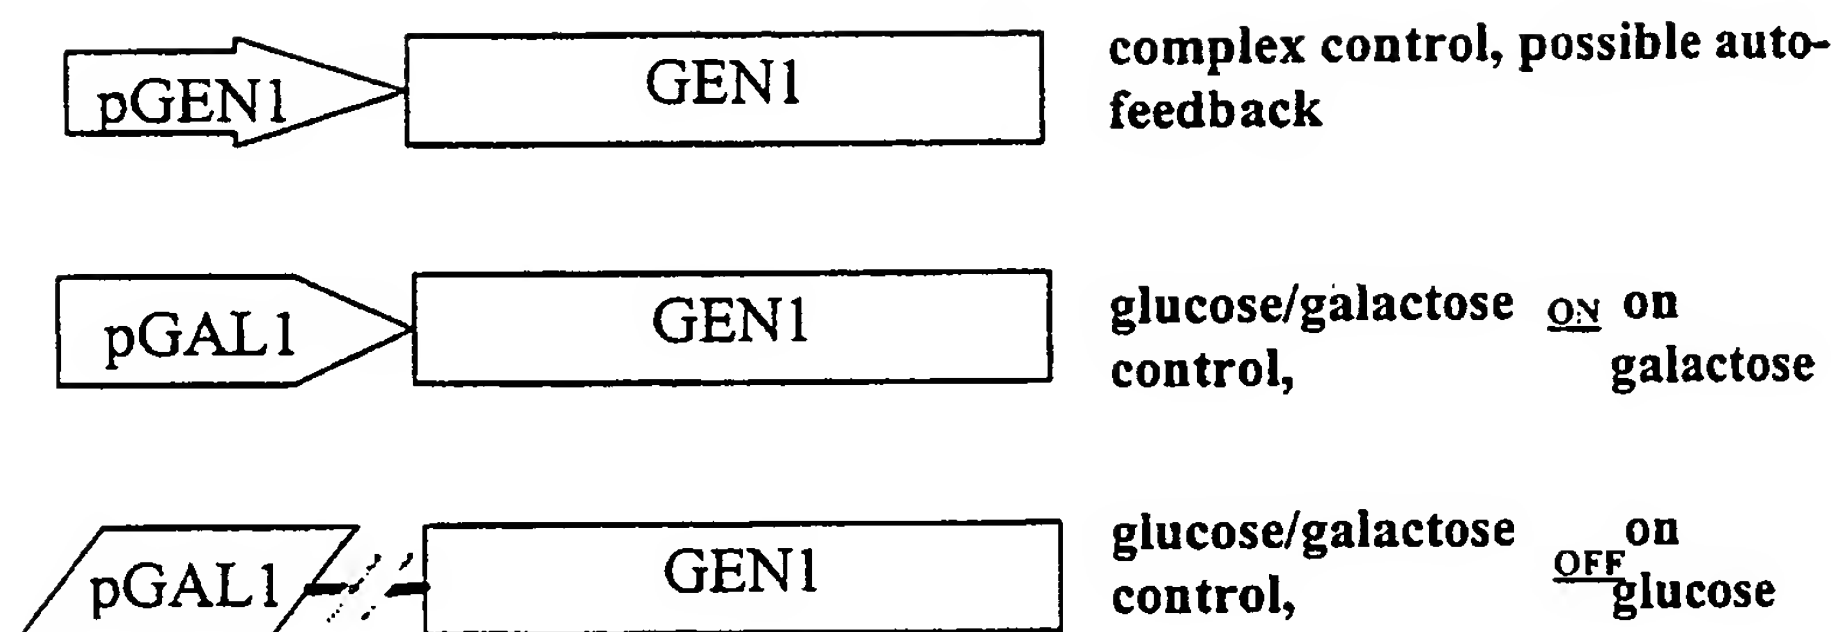 pGEN1 GEN1 complex control, possible auto-
feedback
pGAL1 GEN1 glucose/galactose ON on
control, galactose
pGAL1 GEN1 glucose/galactose OFF on
control, glucose